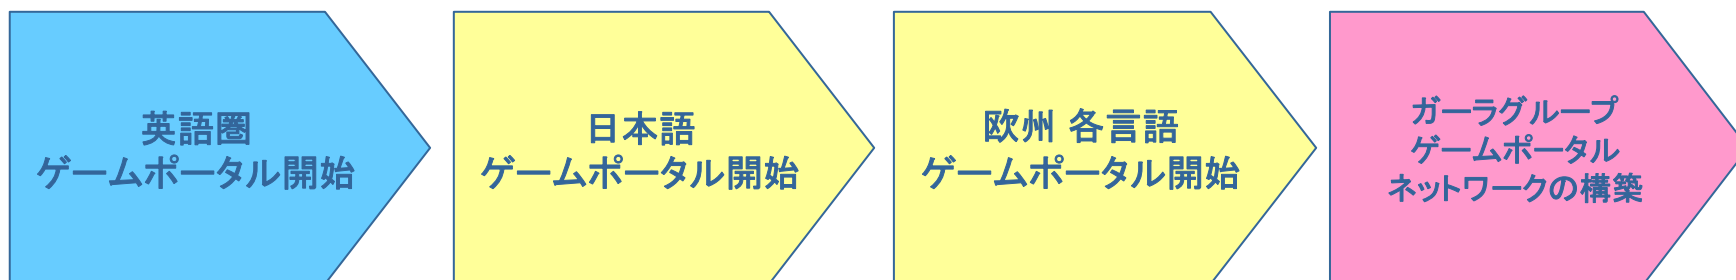 英語圏
ゲームポータル開始
日本語
ゲームポータル開始
欧州 各言語
ゲームポータル開始
ガーラグループ
ゲームポータル
ネットワークの構築